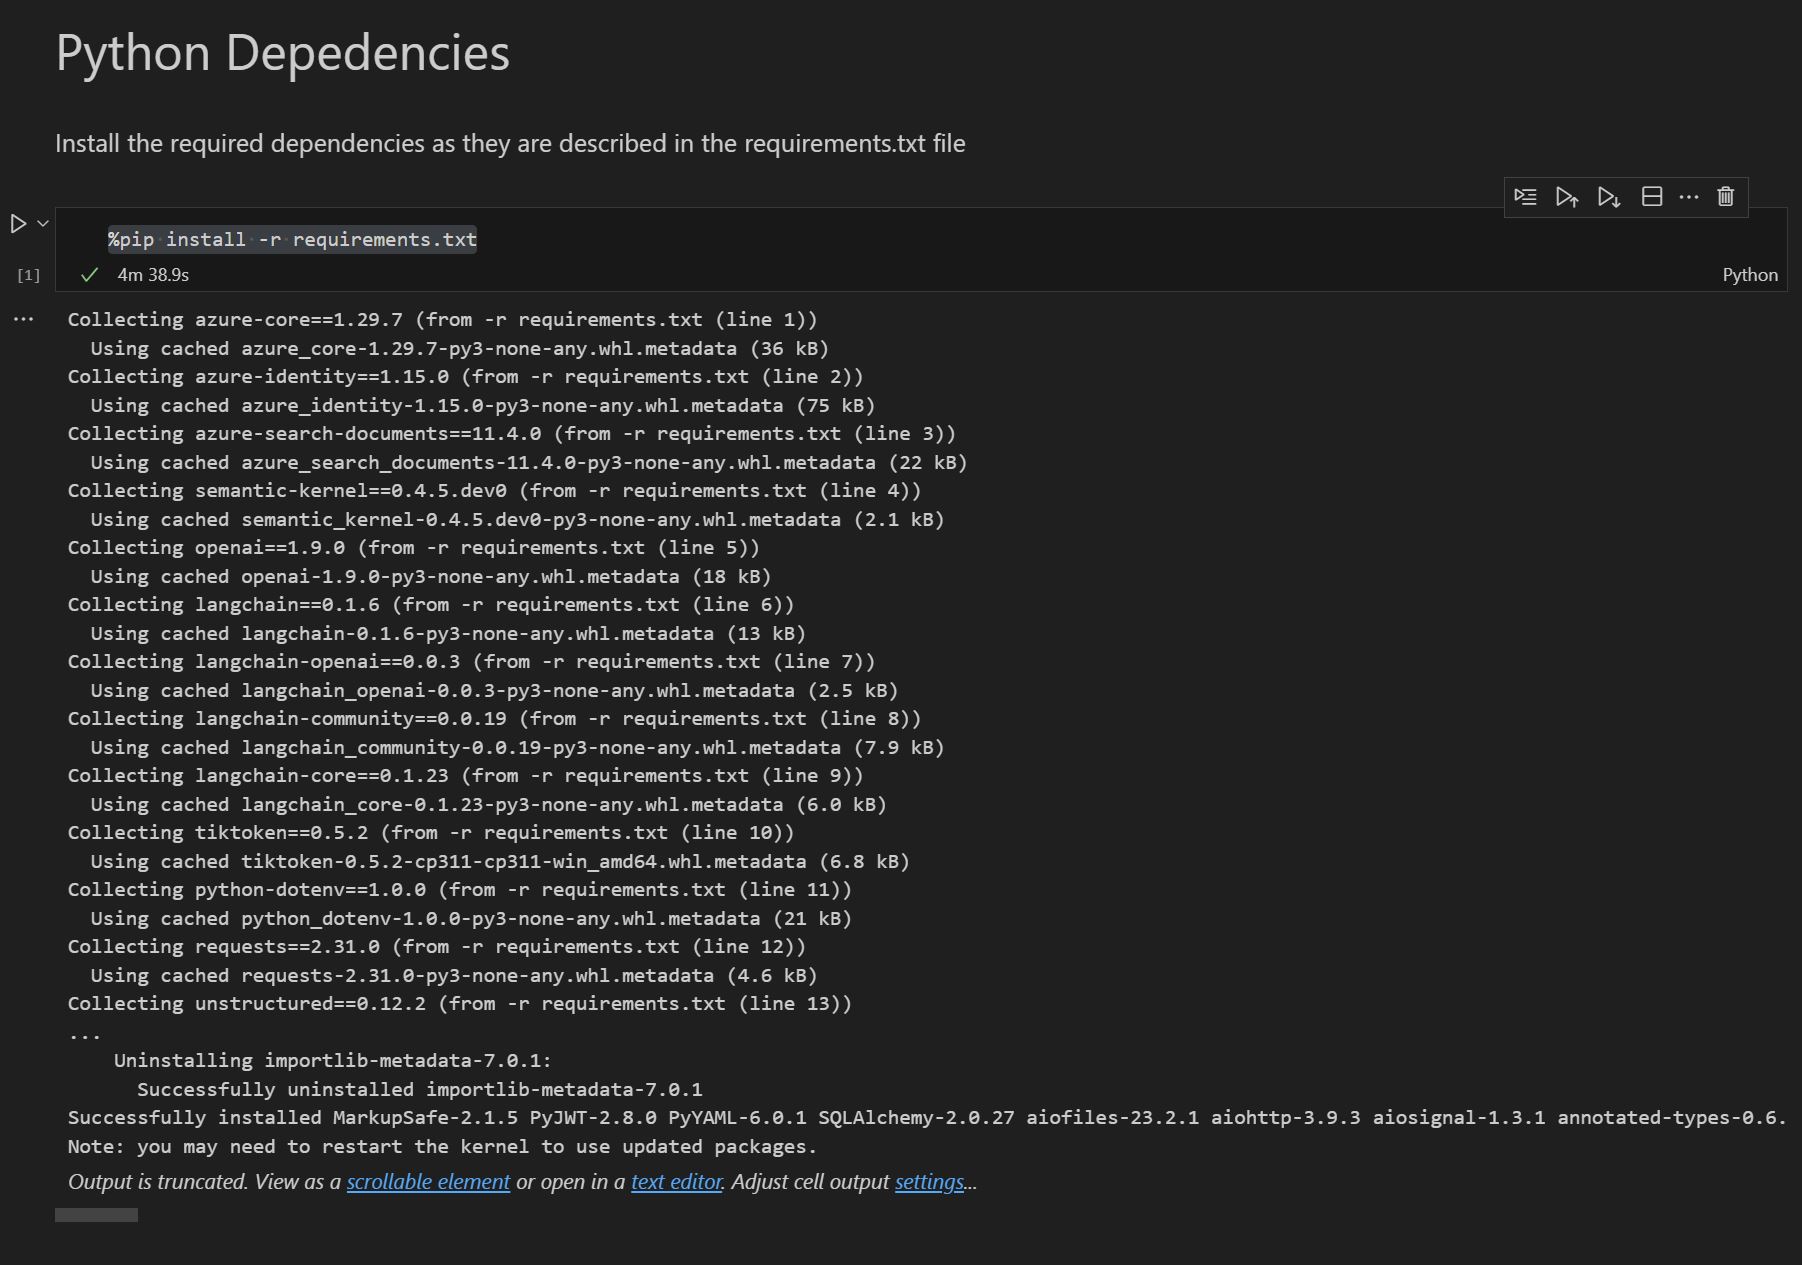 Python Depedencies
Install the required dependencies as they are described in the requirements.txt file
%pip install -r requirements.txt
[1]
4m 38.9s
Python
Collecting azure-core==1.29.7 (from -r requirements.txt (line 1))
  Using cached azure_core-1.29.7-py3-none-any.whl.metadata (36 kB)
Collecting azure-identity==1.15.0 (from -r requirements.txt (line 2))
  Using cached azure_identity-1.15.0-py3-none-any.whl.metadata (75 kB)
Collecting azure-search-documents==11.4.0 (from -r requirements.txt (line 3))
  Using cached azure_search_documents-11.4.0-py3-none-any.whl.metadata (22 kB)
Collecting semantic-kernel==0.4.5.dev0 (from -r requirements.txt (line 4))
  Using cached semantic_kernel-0.4.5.dev0-py3-none-any.whl.metadata (2.1 kB)
Collecting openai==1.9.0 (from -r requirements.txt (line 5))
  Using cached openai-1.9.0-py3-none-any.whl.metadata (18 kB)
Collecting langchain==0.1.6 (from -r requirements.txt (line 6))
  Using cached langchain-0.1.6-py3-none-any.whl.metadata (13 kB)
Collecting langchain-openai==0.0.3 (from -r requirements.txt (line 7))
  Using cached langchain_openai-0.0.3-py3-none-any.whl.metadata (2.5 kB)
Collecting langchain-community==0.0.19 (from -r requirements.txt (line 8))
  Using cached langchain_community-0.0.19-py3-none-any.whl.metadata (7.9 kB)
Collecting langchain-core==0.1.23 (from -r requirements.txt (line 9))
  Using cached langchain_core-0.1.23-py3-none-any.whl.metadata (6.0 kB)
Collecting tiktoken==0.5.2 (from -r requirements.txt (line 10))
  Using cached tiktoken-0.5.2-cp311-cp311-win_amd64.whl.metadata (6.8 kB)
Collecting python-dotenv==1.0.0 (from -r requirements.txt (line 11))
  Using cached python_dotenv-1.0.0-py3-none-any.whl.metadata (21 kB)
Collecting requests==2.31.0 (from -r requirements.txt (line 12))
  Using cached requests-2.31.0-py3-none-any.whl.metadata (4.6 kB)
Collecting unstructured==0.12.2 (from -r requirements.txt (line 13))
...
    Uninstalling importlib-metadata-7.0.1:
      Successfully uninstalled importlib-metadata-7.0.1
Successfully installed MarkupSafe-2.1.5 PyJWT-2.8.0 PyYAML-6.0.1 SQLAlchemy-2.0.27 aiofiles-23.2.1 aiohttp-3.9.3 aiosignal-1.3.1 annotated-types-0.6.
Note: you may need to restart the kernel to use updated packages.
Output is truncated. View as a scrollable element or open in a text editor. Adjust cell output settings...